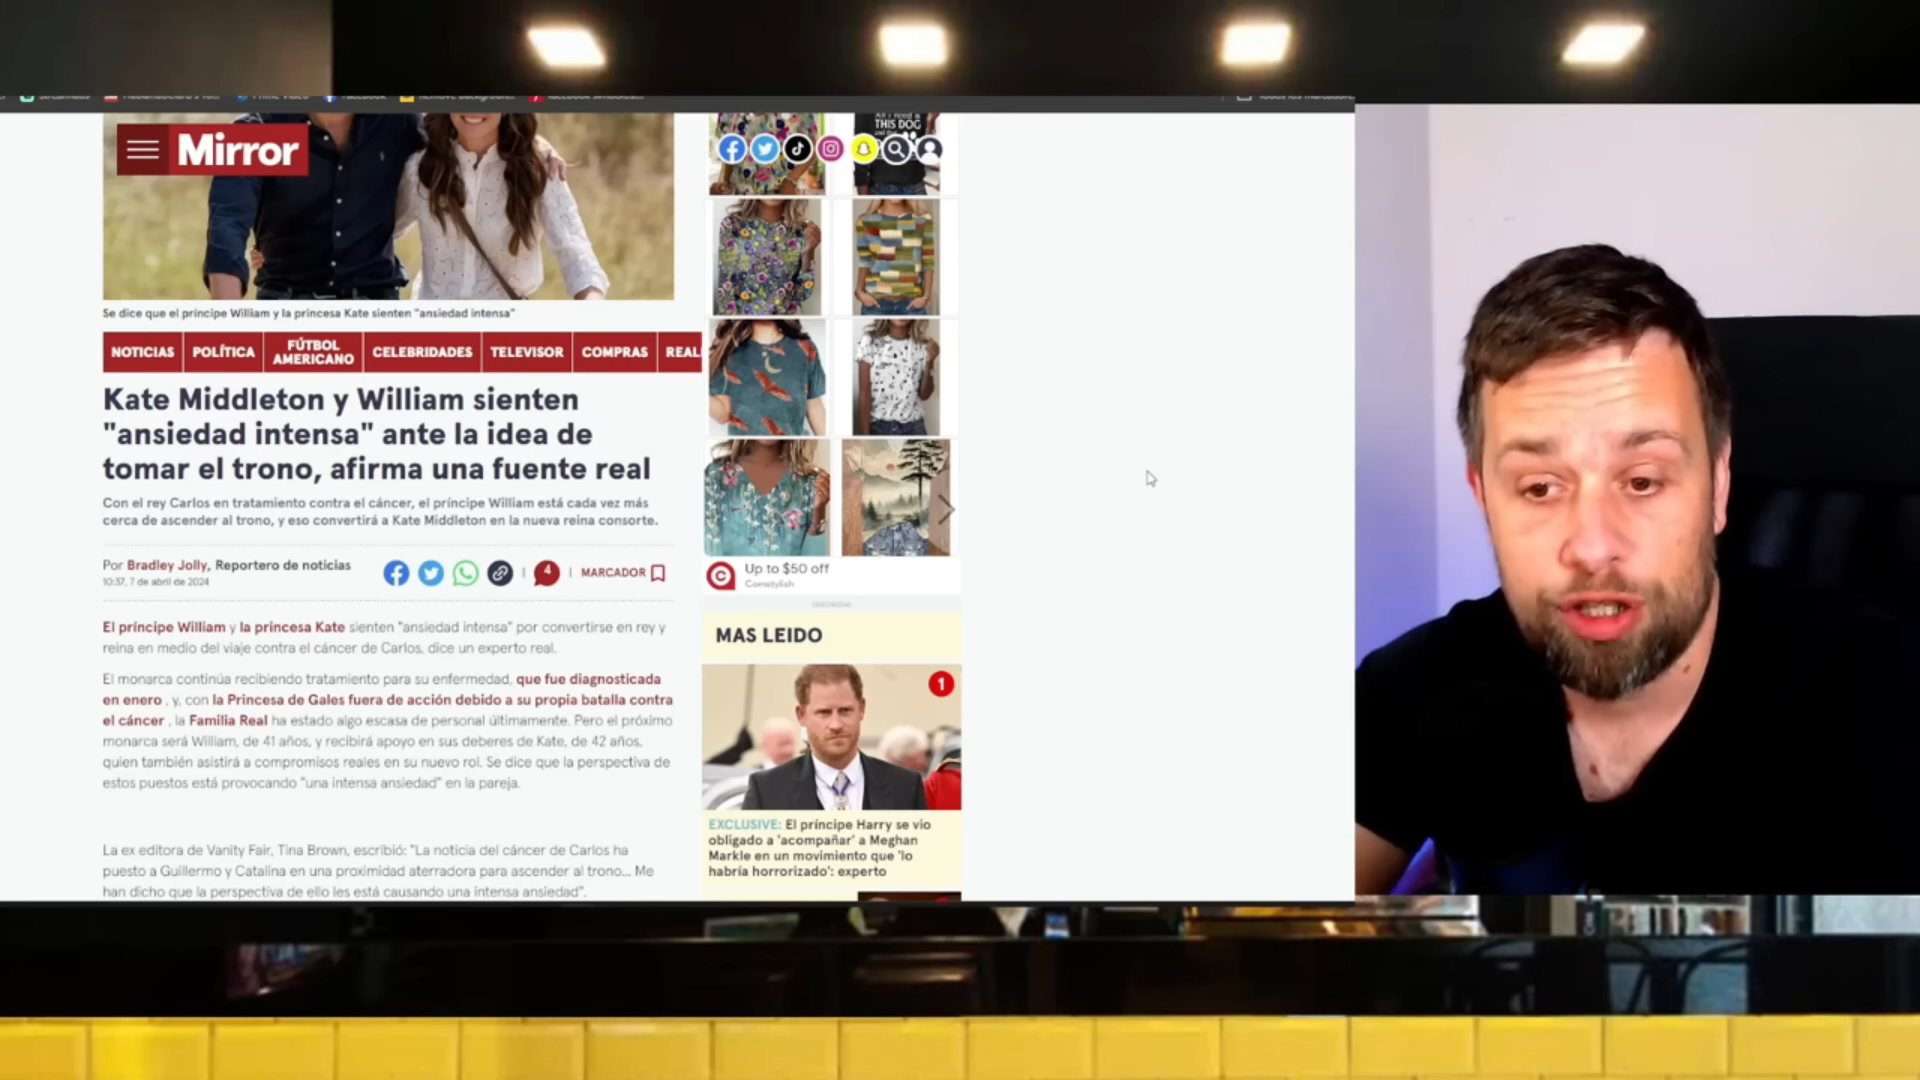 Mirror
All I need is
THIS DOG
Se dice que el príncipe William y la princesa Kate sienten "ansiedad intensa"
NOTICIAS
POLÍTICA
FÚTBOL
AMERICANO
CELEBRIDADES
TELEVISOR
COMPRAS
REAL
Kate Middleton y William sienten
"ansiedad intensa" ante la idea de
tomar el trono, afirma una fuente real
Con el rey Carlos en tratamiento contra el cáncer, el príncipe William está cada vez más
cerca de ascender al trono, y eso convertirá a Kate Middleton en la nueva reina consorte.
Por Bradley Jolly, Reportero de noticias
10:37, 7 de abril de 2024
4
MARCADOR
El príncipe William y la princesa Kate sienten "ansiedad intensa" por convertirse en rey y
reina en medio del viaje contra el cáncer de Carlos, dice un experto real.
El monarca continúa recibiendo tratamiento para su enfermedad, que fue diagnosticada
en enero , y, con la Princesa de Gales fuera de acción debido a su propia batalla contra
el cáncer , la Familia Real ha estado algo escasa de personal últimamente. Pero el próximo
monarca será William, de 41 años, y recibirá apoyo en sus deberes de Kate, de 42 años,
quien también asistirá a compromisos reales en su nuevo rol. Se dice que la perspectiva de
estos puestos está provocando "una intensa ansiedad" en la pareja.
La ex editora de Vanity Fair, Tina Brown, escribió: "La noticia del cáncer de Carlos ha
puesto a Guillermo y Catalina en una proximidad aterradora para ascender al trono... Me
han dicho que la perspectiva de ello les está causando una intensa ansiedad".
Up to $50 off
Comstylish
MAS LEIDO
1
EXCLUSIVE: El príncipe Harry se vio
obligado a 'acompañar' a Meghan
Markle en un movimiento que 'lo
habría horrorizado': experto